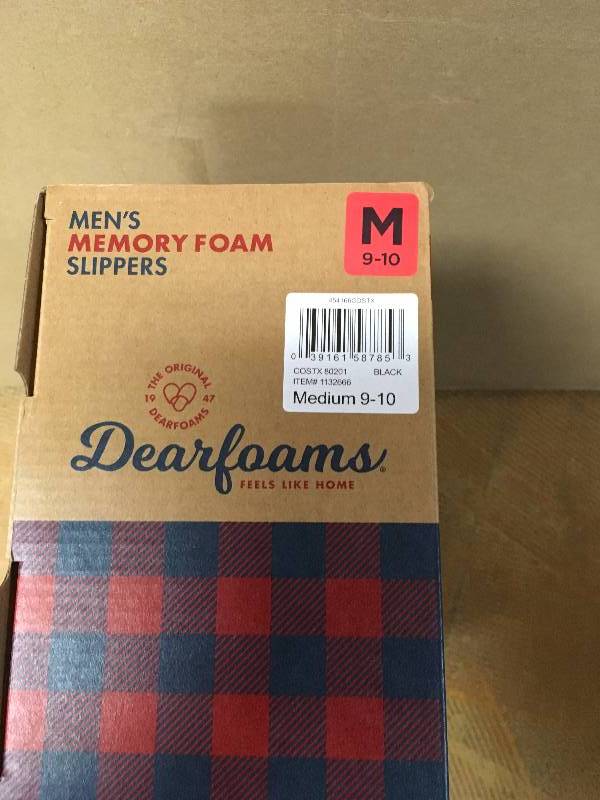 MEN'S
MEMORY FOAM
SLIPPERS
M
9-10
0 39161 58785 3
COSTX 80201 BLACK
ITEM# 1132666
Medium 9-10
THE ORIGINAL
19 47
DEARFOAMS
Dearfoams®
FEELS LIKE HOME